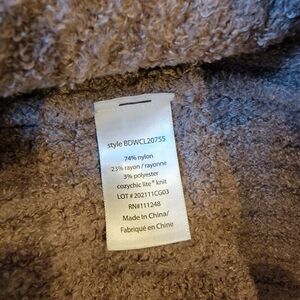 style BDWCL20755
74% nylon
23% rayon / rayonne
3% polyester
cozychic lite™ knit
LOT # 202111CG03
RN#111248
Made In China/
Fabriqué en Chine